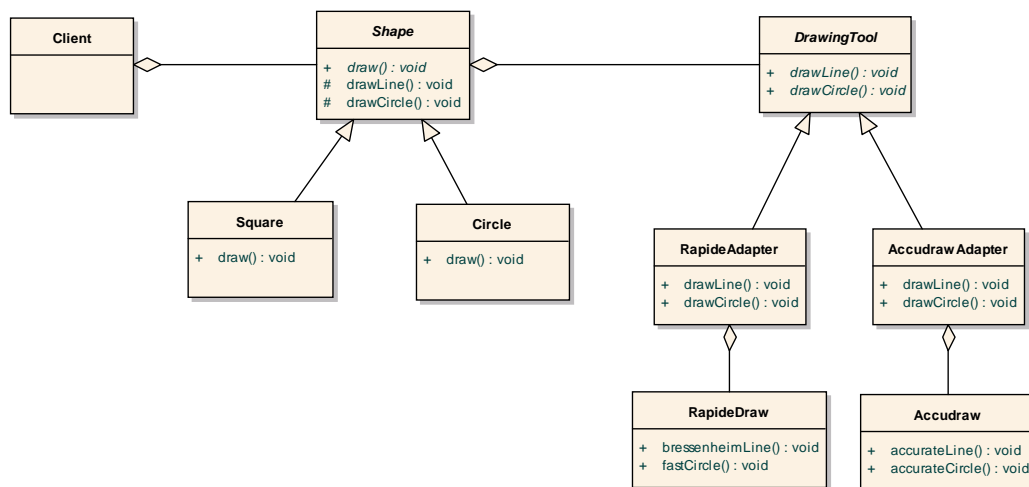 Client
Shape
+ draw() : void
# drawLine() : void
# drawCircle() : void
DrawingTool
+ drawLine() : void
+ drawCircle() : void
Square
+ draw() : void
Circle
+ draw() : void
RapideAdapter
+ drawLine() : void
+ drawCircle() : void
Accudraw Adapter
+ drawLine() : void
+ drawCircle() : void
RapideDraw
+ bressenheimLine() : void
+ fastCircle() : void
Accudraw
+ accurateLine() : void
+ accurateCircle() : void